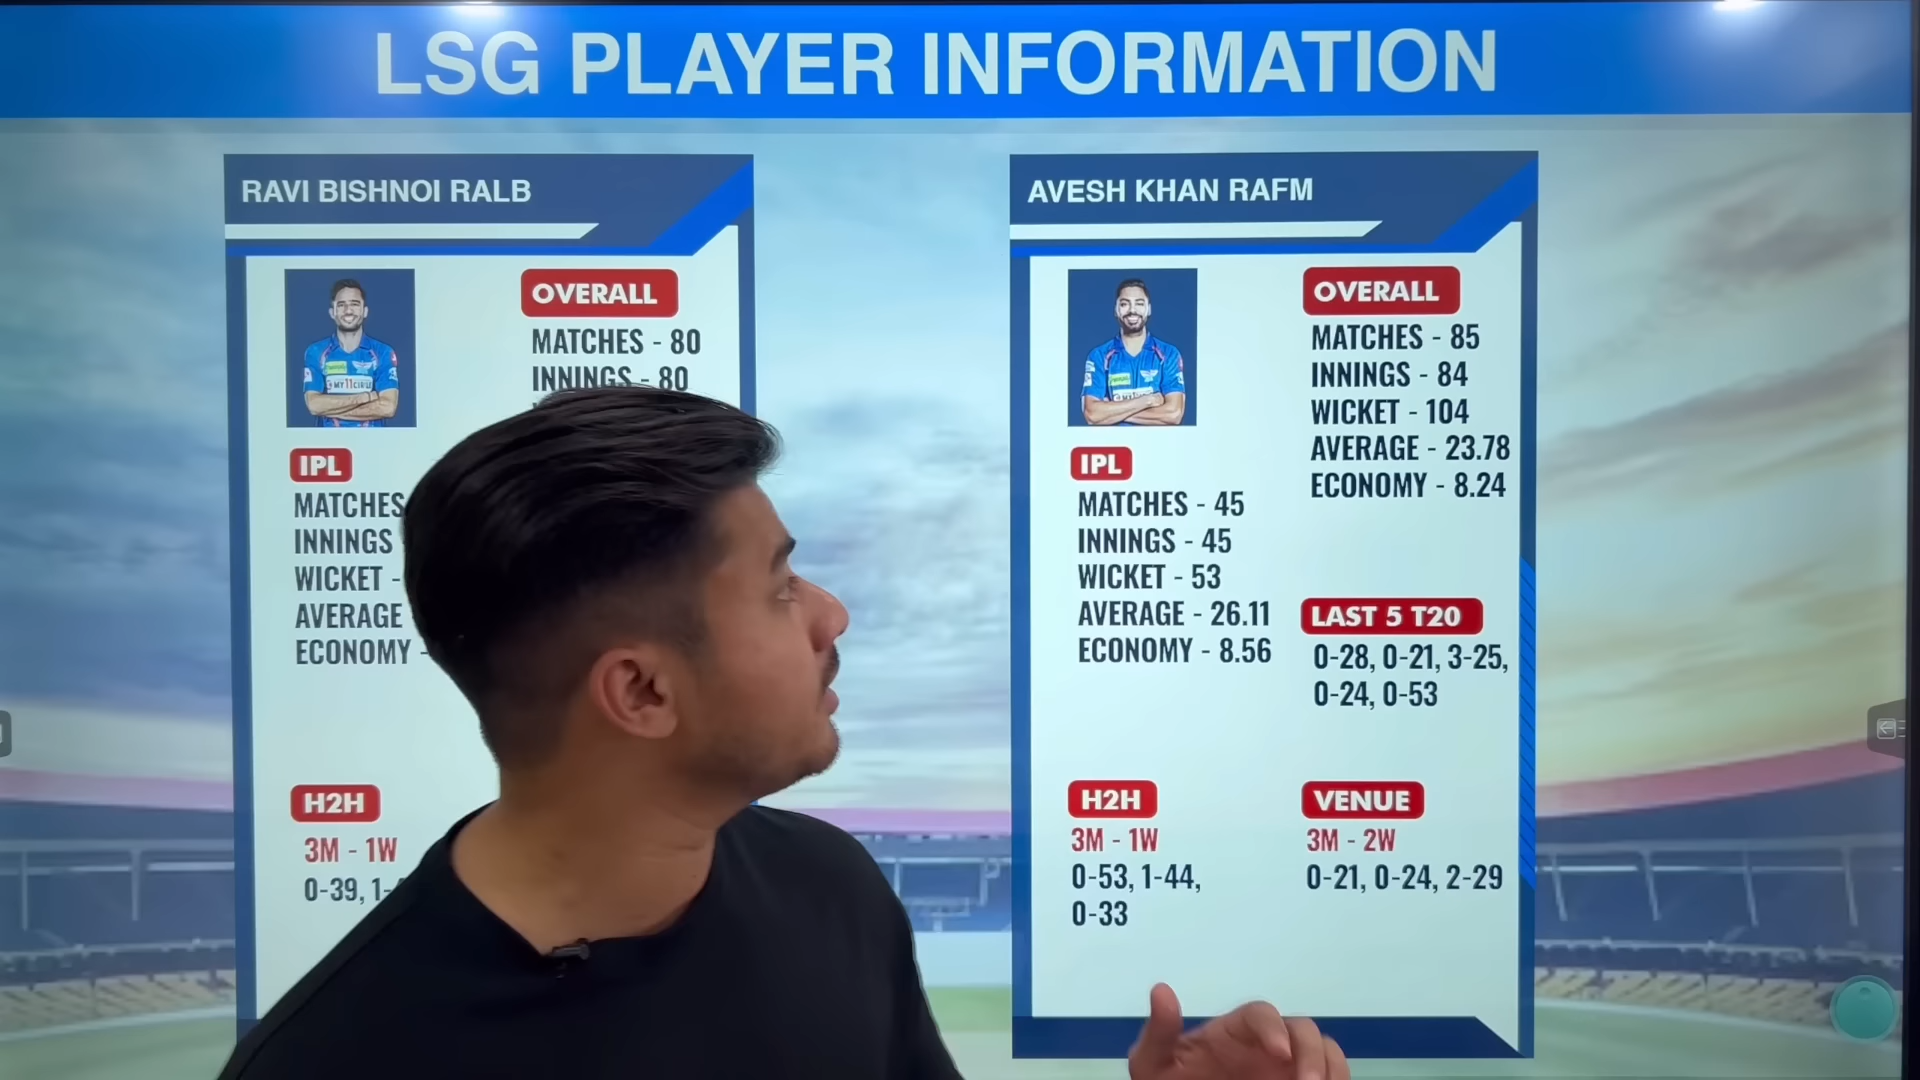 LSG PLAYER INFORMATION
RAVI BISHNOI RALB
OVERALL
MATCHES - 80
INNINGS - 80
IPL
MATCHES
INNINGS
WICKET -
AVERAGE
ECONOMY -
H2H
3M - 1W
0-39, 1-
AVESH KHAN RAFM
OVERALL
MATCHES - 85
INNINGS - 84
WICKET - 104
AVERAGE - 23.78
ECONOMY - 8.24
IPL
MATCHES - 45
INNINGS - 45
WICKET - 53
AVERAGE - 26.11
ECONOMY - 8.56
LAST 5 T20
0-28, 0-21, 3-25,
0-24, 0-53
H2H
3M - 1W
0-53, 1-44,
0-33
VENUE
3M - 2W
0-21, 0-24, 2-29